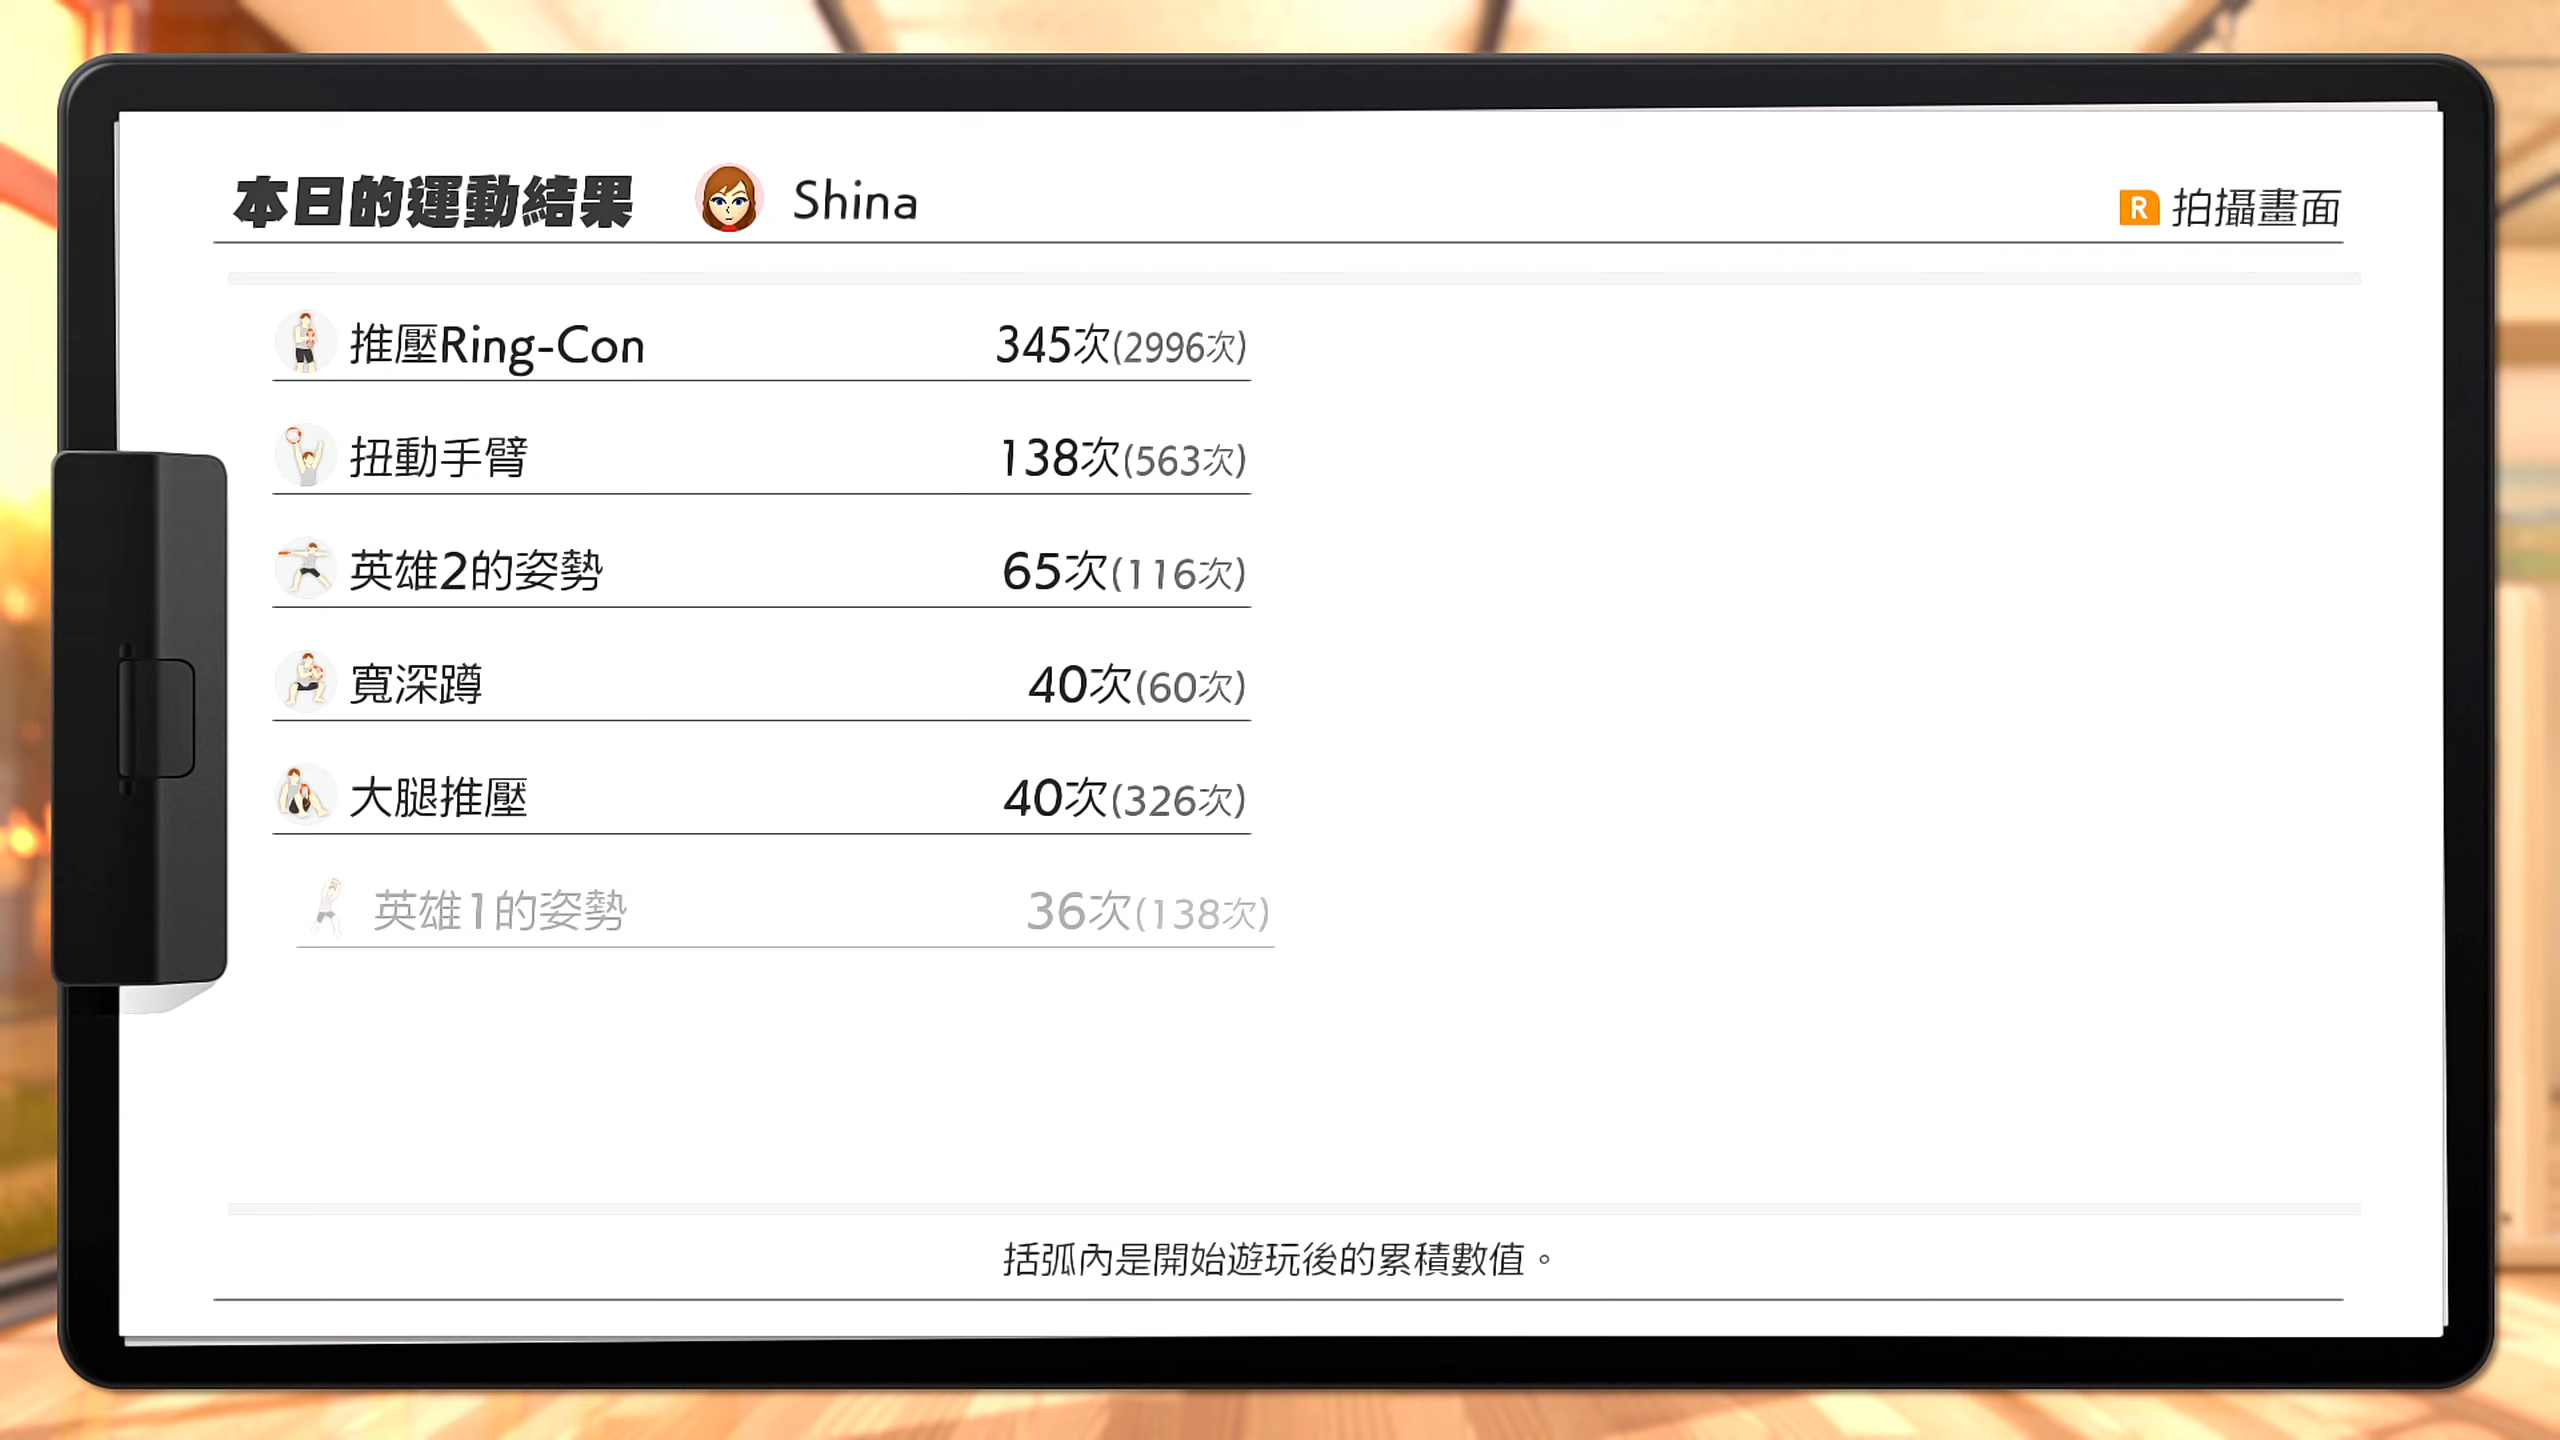 本日的運動結果 Shina R 拍攝畫面
推壓Ring-Con 345次(2996次)
扭動手臂 138次(563次)
英雄2的姿勢 65次(116次)
寬深蹲 40次(60次)
大腿推壓 40次(326次)
英雄1的姿勢 36次(138次)
括弧內是開始遊玩後的累積數值。